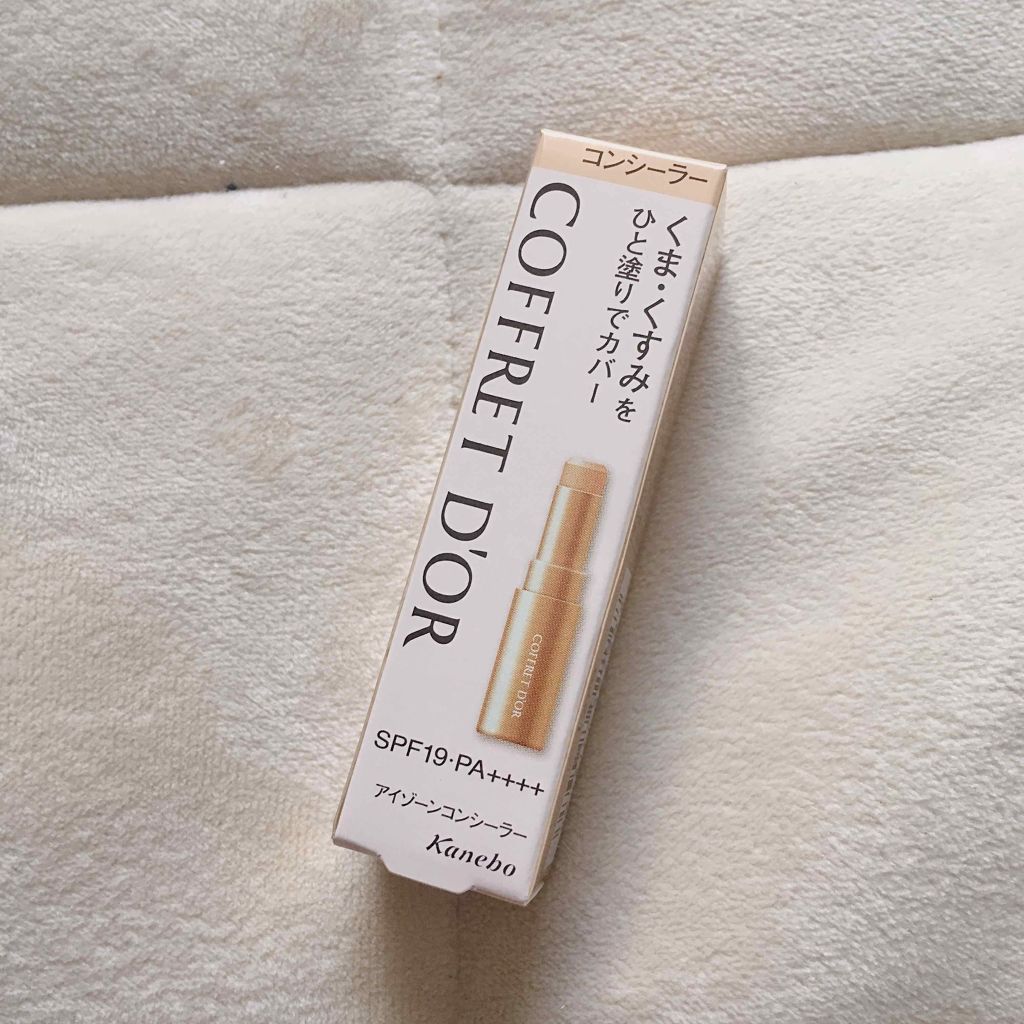 コンシーラー
くま・くすみを
ひと塗りでカバー
COFFRET D'OR
COFFRET D'OR
SPF19・PA++++
アイゾーンコンシーラー
Kanebo